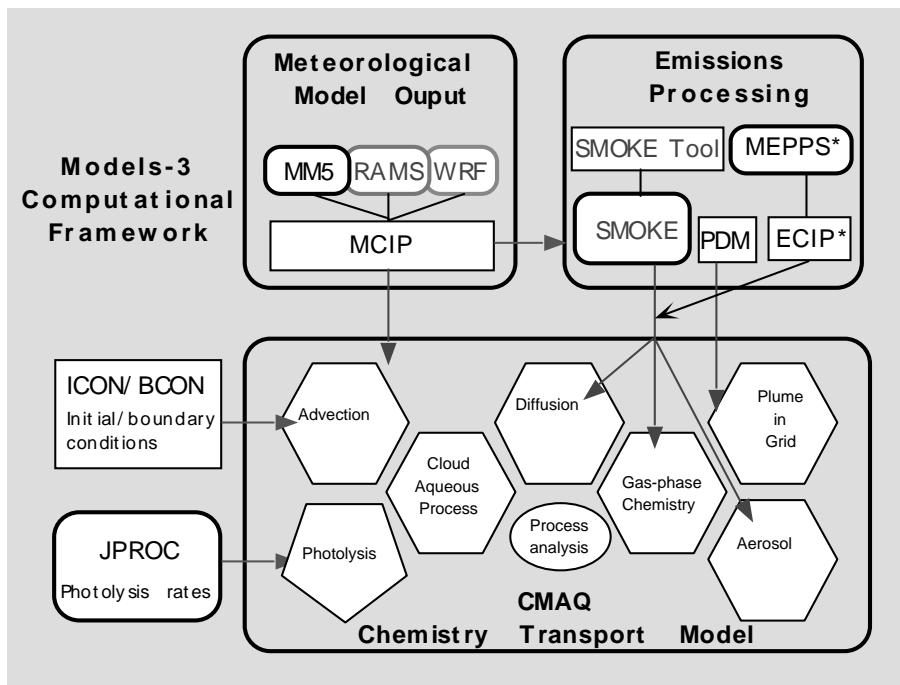 Meteorological
Model Ouput
Emissions
Processing
Models-3
Computational
Framework
MM5
RAMS
WRF
MCIP
SMOKE Tool
MEPPS*
SMOKE
PDM
ECIP*
ICON/ BCON
Initial/ boundary
conditions
Advection
Diffusion
Plume
in
Grid
Cloud
Aqueous
Process
Gas-phase
Chemistry
JPROC
Photolysis rates
Photolysis
Process
analysis
Aerosol
CMAQ
Chemistry Transport Model